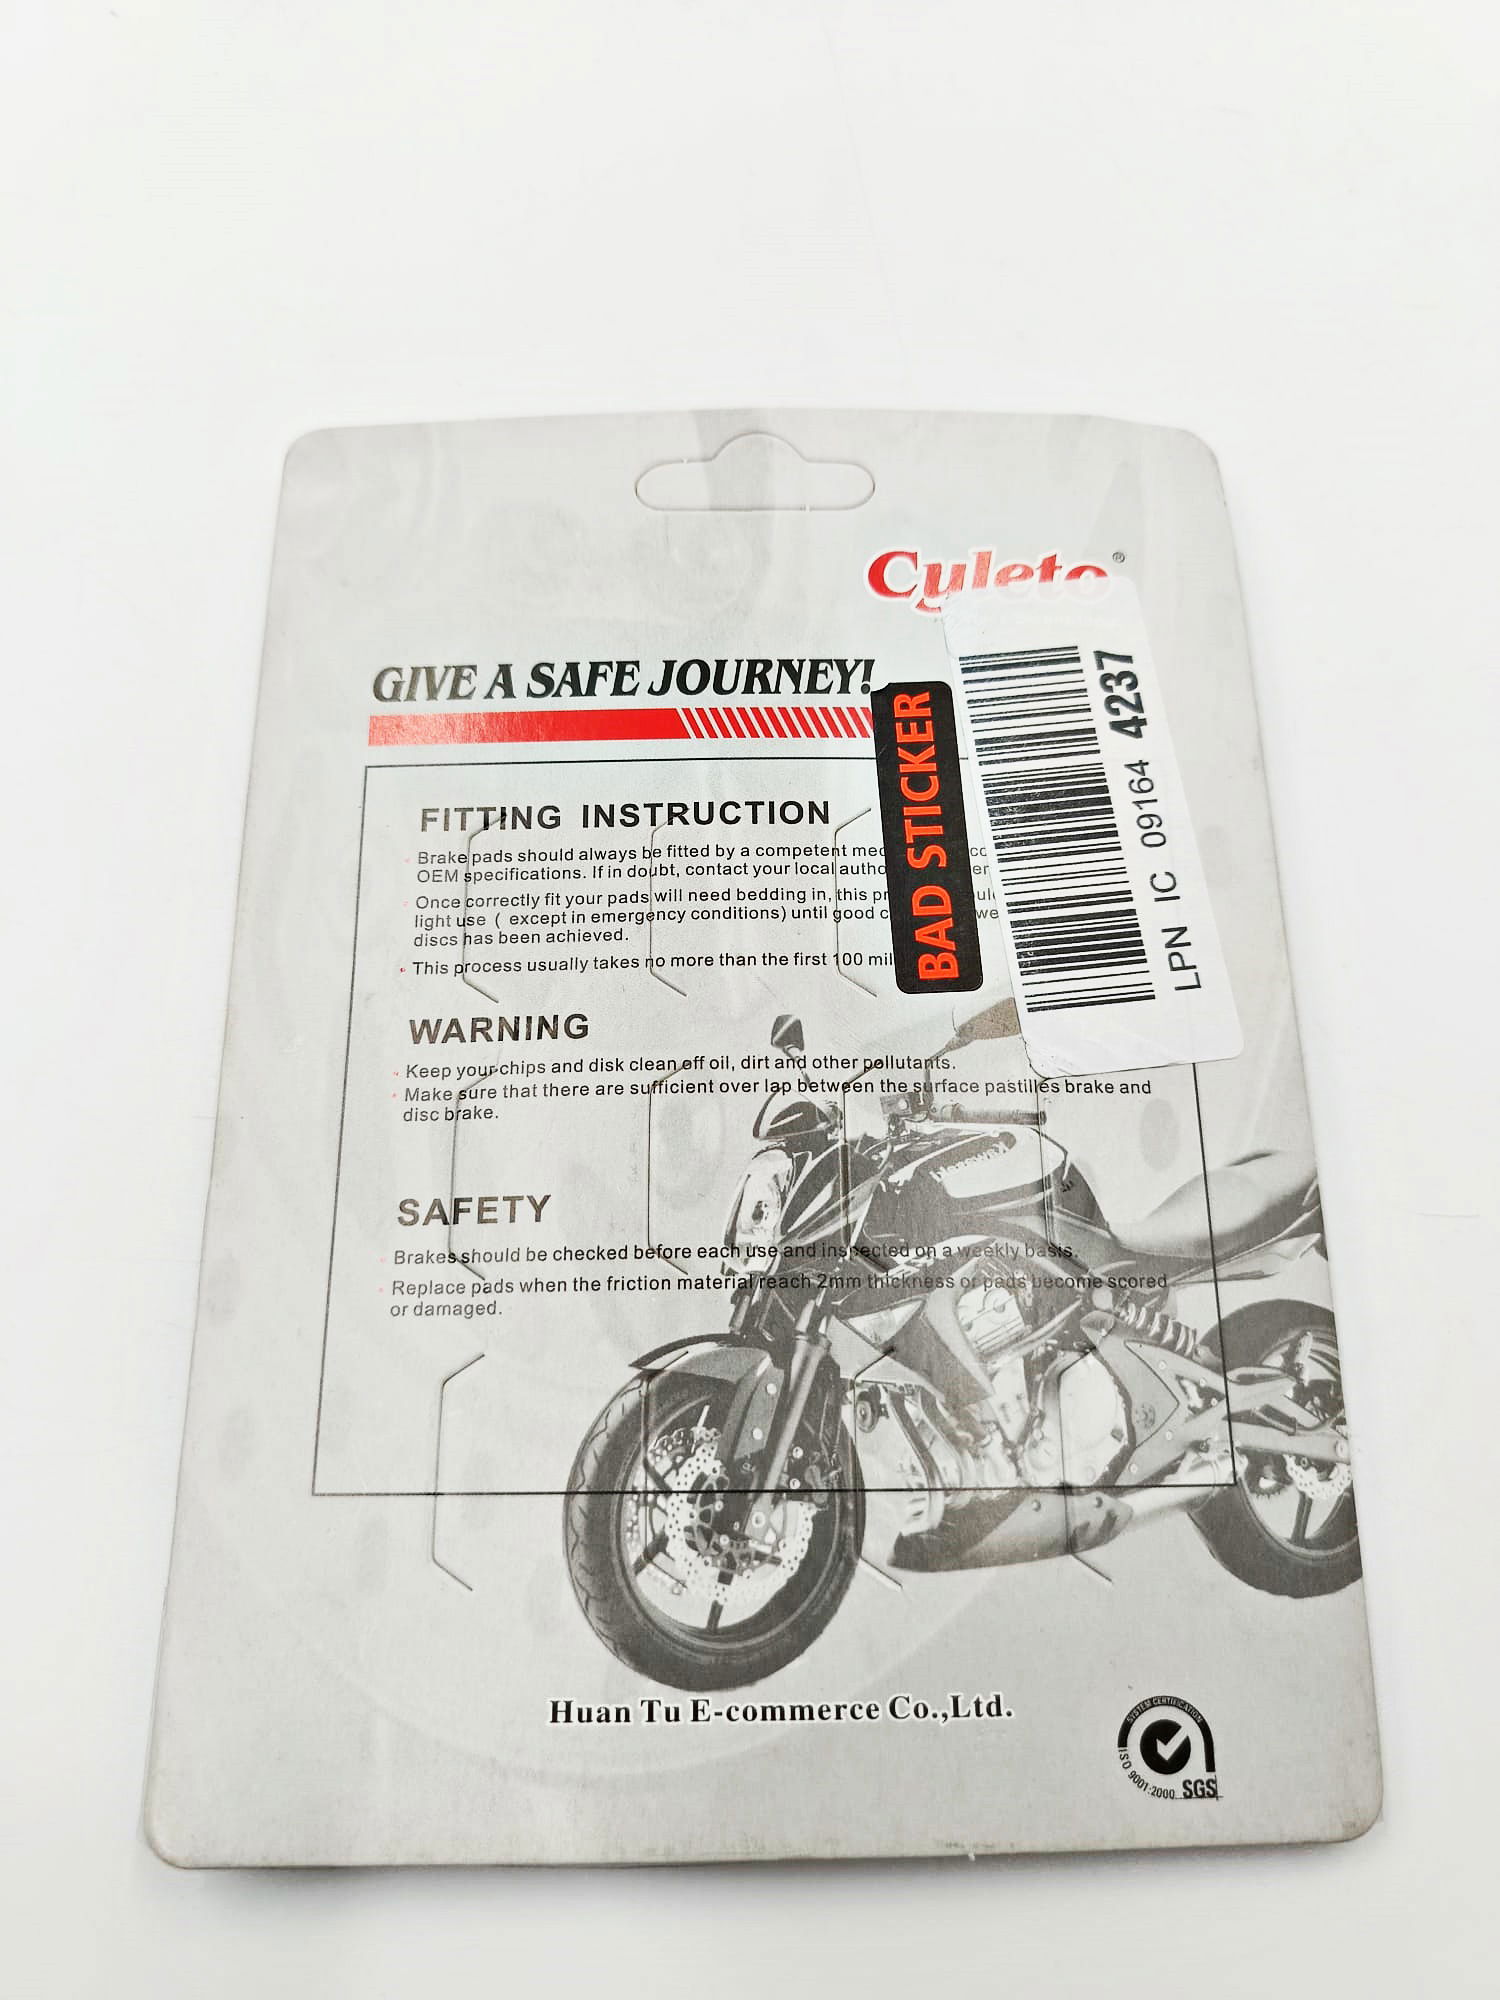 Cyleto®
GIVE A SAFE JOURNEY!
BAD STICKER
LPN IC 09164 4237
FITTING INSTRUCTION
Brake pads should always be fitted by a competent
OEM specifications. If in doubt, contact your local
Once correctly fit your pads will need bedding in, this
light use ( except in emergency conditions) until good
discs has been achieved.
This process usually takes no more than the first 100
WARNING
Keep your chips and disk clean off oil, dirt and other pollutants.
Make sure that there are sufficient over lap between the surface pastilles brake and
disc brake.
Kawasaki
SAFETY
Brakes should be checked before each use and inspected on a weekly basis.
Replace pads when the friction material reach 2mm thickness or pads become scored
or damaged.
Huan Tu E-commerce Co.,Ltd.
SYSTEM CERTIFICATION
ISO 9001:2000 SGS